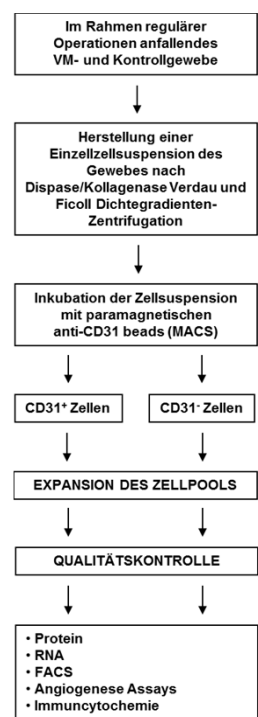 Im Rahmen regulärer
Operationen anfallendes
VM- und Kontrollgewebe
Herstellung einer
Einzellzellsuspension des
Gewebes nach
Dispase/Kollagenase Verdau und
Ficoll Dichtegradienten-
Zentrifugation
Inkubation der Zellsuspension
mit paramagnetischen
anti-CD31 beads (MACS)
CD31⁺ Zellen
CD31⁻ Zellen
EXPANSION DES ZELLPOOLS
QUALITÄTSKONTROLLE
• Protein
• RNA
• FACS
• Angiogenese Assays
• Immuncytochemie